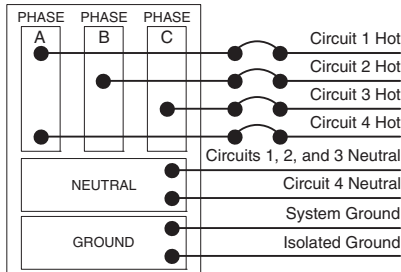 PHASE PHASE PHASE
A B C
Circuit 1 Hot
Circuit 2 Hot
Circuit 3 Hot
Circuit 4 Hot
Circuits 1, 2, and 3 Neutral
NEUTRAL
Circuit 4 Neutral
System Ground
GROUND
Isolated Ground